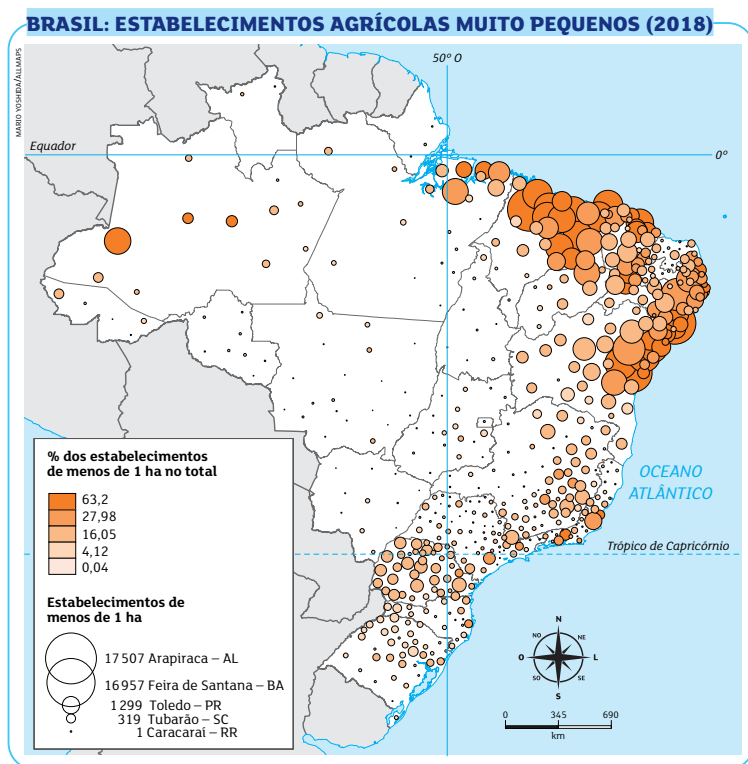 BRASIL: ESTABELECIMENTOS AGRÍCOLAS MUITO PEQUENOS (2018)
MARIO YOSHIDA/ALLMAPS
50º O
Equador
0º
OCEANO
ATLÂNTICO
Trópico de Capricórnio
% dos estabelecimentos
de menos de 1 ha no total
63,2
27,98
16,05
4,12
0,04
Estabelecimentos de
menos de 1 ha
17 507 Arapiraca – AL
16 957 Feira de Santana – BA
1 299 Toledo – PR
319 Tubarão – SC
1 Caracaraí – RR
N
NO
NE
O
L
SO
SE
S
0
345
690
km